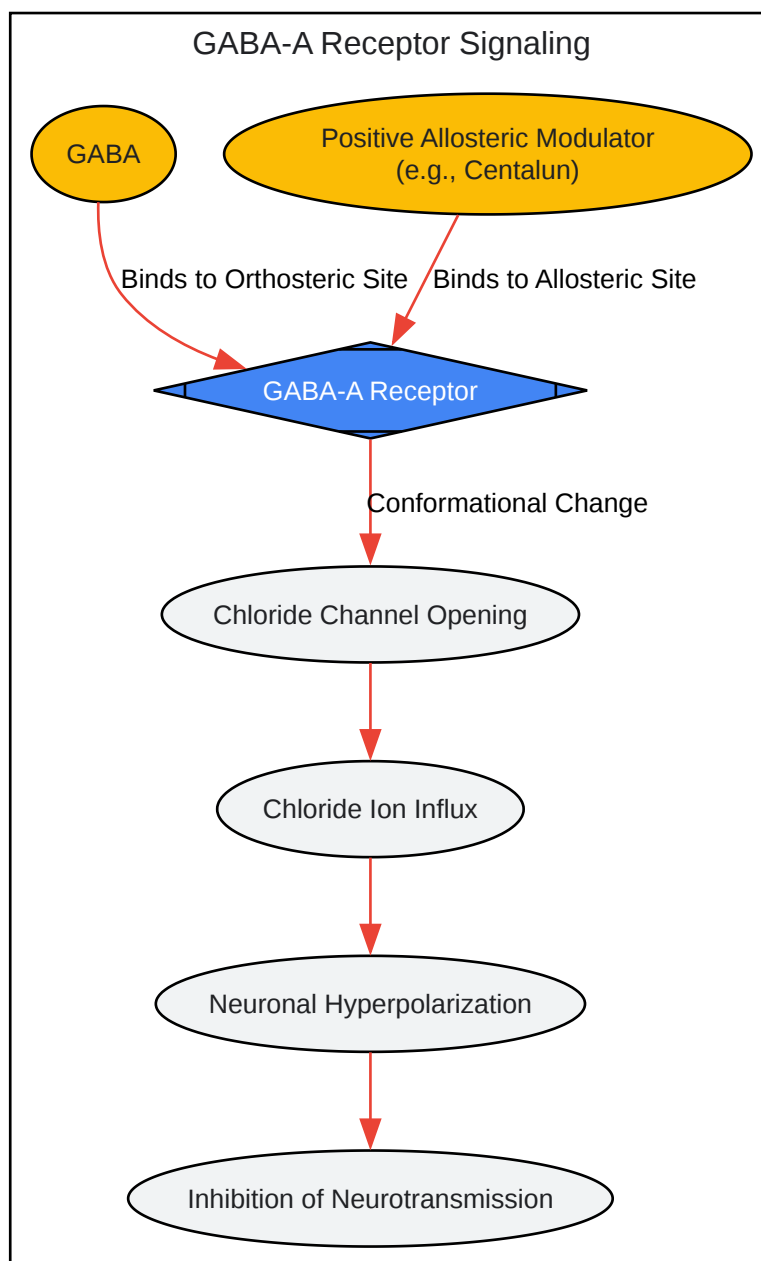 GABA-A Receptor Signaling
GABA
Positive Allosteric Modulator
(e.g., Centalun)
Binds to Orthosteric Site
Binds to Allosteric Site
GABA-A Receptor
Conformational Change
Chloride Channel Opening
Chloride Ion Influx
Neuronal Hyperpolarization
Inhibition of Neurotransmission